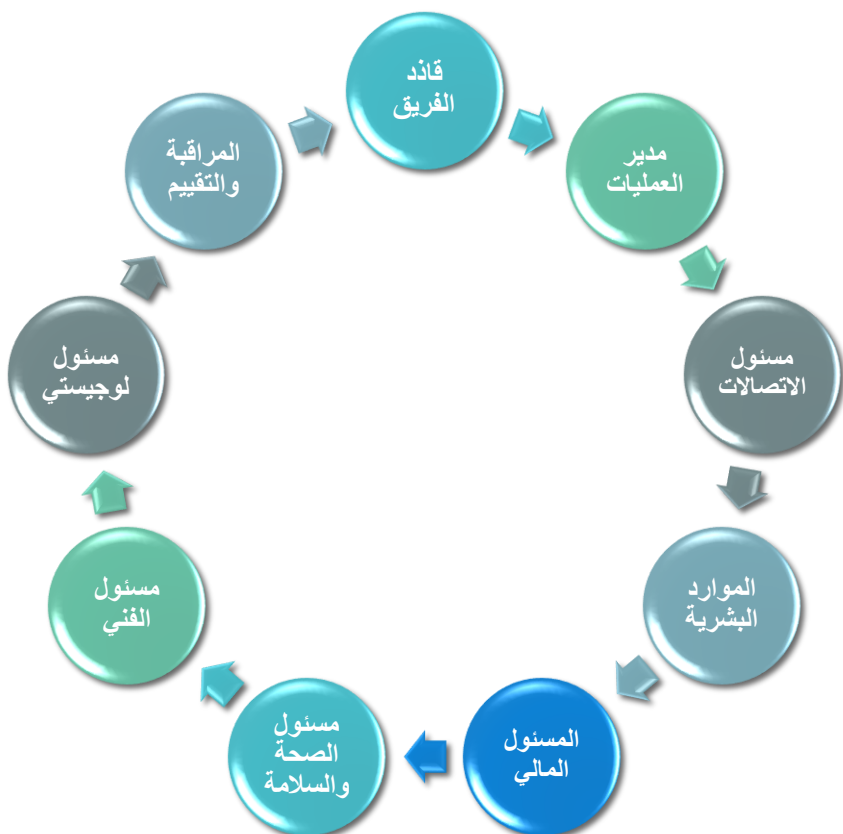 قائد
الفريق
مدير
العمليات
مسئول
الاتصالات
الموارد
البشرية
المسئول
المالي
مسئول
الصحة
والسلامة
مسئول
الفني
مسئول
لوجيستي
المراقبة
والتقييم